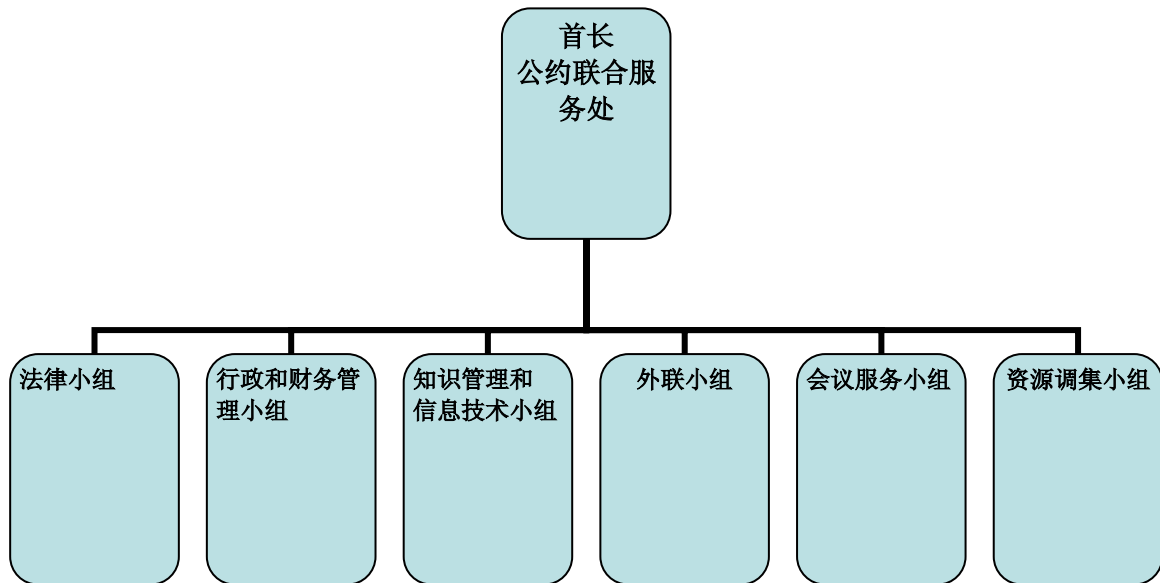 首长
公约联合服
务处
法律小组
行政和财务管
理小组
知识管理和
信息技术小组
外联小组
会议服务小组
资源调集小组